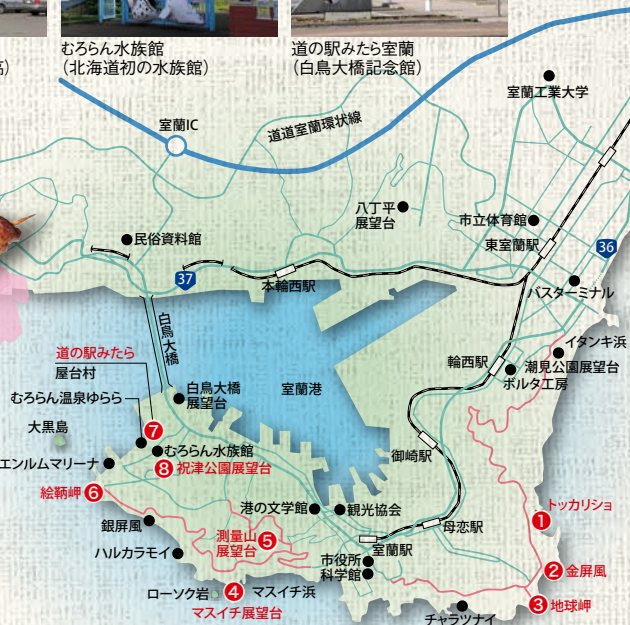 高)
むろらん水族館
(北海道初の水族館)
道の駅みたら室蘭
(白鳥大橋記念館)
室蘭工業大学
室蘭IC
道道室蘭環状線
八丁平
展望台
市立体育館
東室蘭駅
36
民俗資料館
37
本輪西駅
バスターミナル
白鳥大橋
イタンキ浜
道の駅みたら
屋台村
輪西駅
潮見公園展望台
ボルタ工房
むろらん温泉ゆらら
白鳥大橋
展望台
室蘭港
大黒島
7
むろらん水族館
8 祝津公園展望台
御崎駅
エンルムマリーナ
絵鞆岬 6
銀屏風
港の文学館
観光協会
トッカリショ
1
測量山
展望台 5
母恋駅
室蘭駅
ハルカラモイ
市役所
科学館
2 金屏風
ローソク岩
4 マスイチ浜
マスイチ展望台
チャラツナイ
3 地球岬